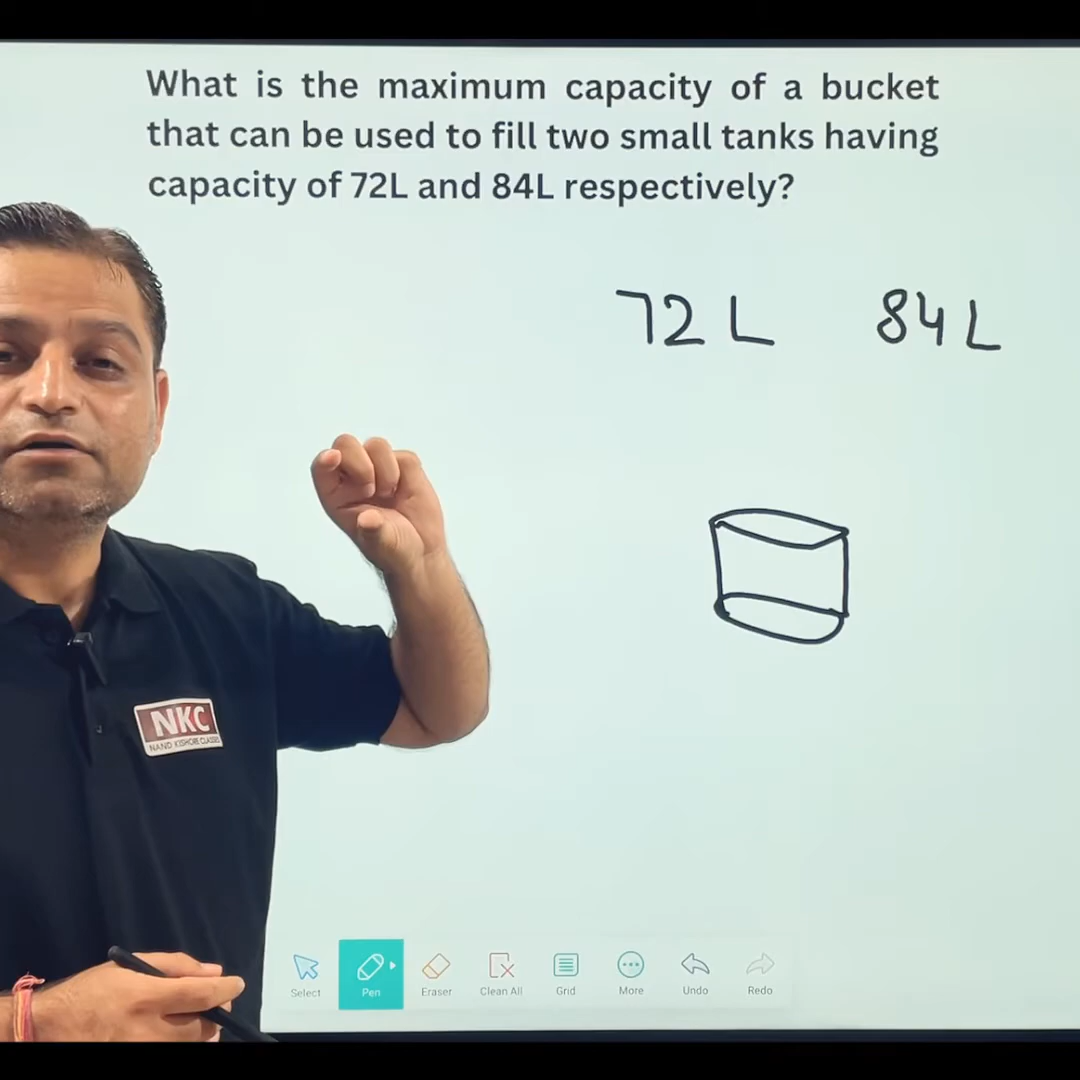 What is the maximum capacity of a bucket
that can be used to fill two small tanks having
capacity of 72L and 84L respectively?
72 L 84 L
NKC
NAND KISHORE CLASSES
Select Pen Eraser Clean All Grid More Undo Redo